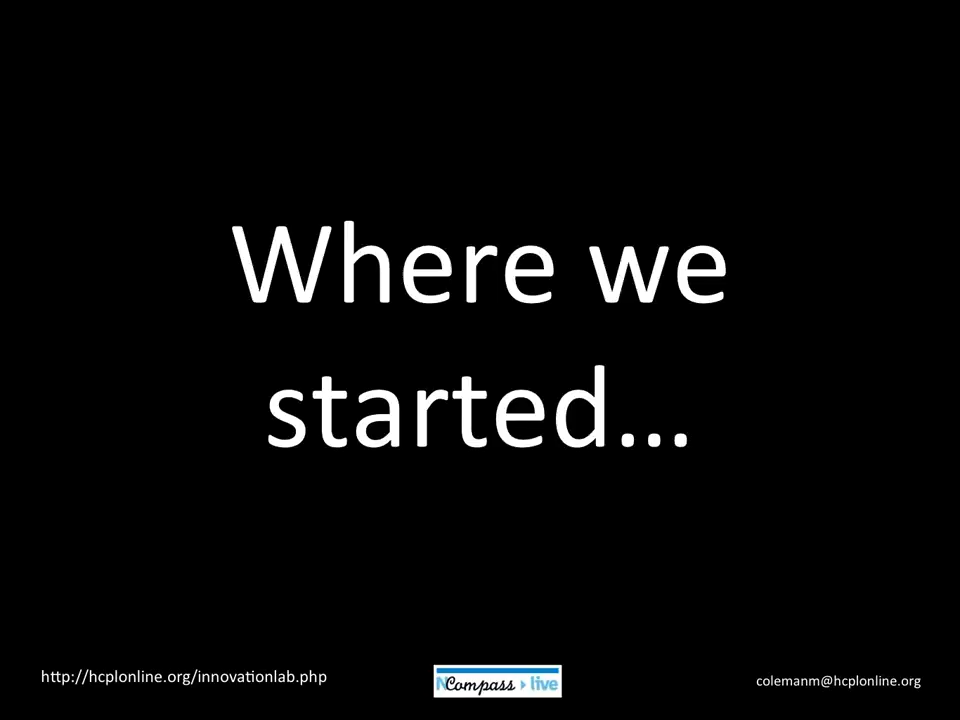 Where we
started...
http://hcplonline.org/innovationlab.php
NCompass live
colemanm@hcplonline.org